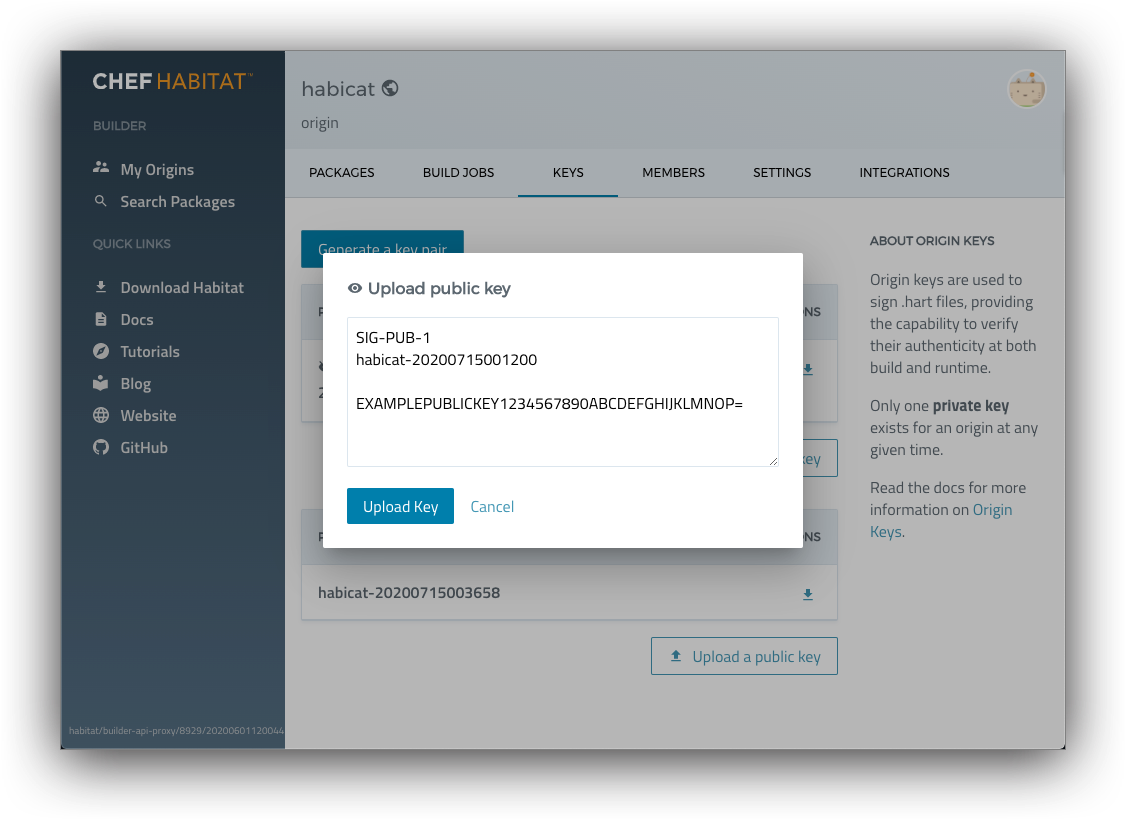 CHEF HABITAT™
BUILDER
My Origins
Search Packages
QUICK LINKS
Download Habitat
Docs
Tutorials
Blog
Website
GitHub
habitat/builder-api-proxy/8929/20200601120044
habicat
origin
PACKAGES BUILD JOBS KEYS MEMBERS SETTINGS INTEGRATIONS
Generate a key pair
Upload public key
SIG-PUB-1
habicat-20200715001200
EXAMPLEPUBLICKEY1234567890ABCDEFGHIJKLMNOP=
Upload Key Cancel
key
habicat-20200715003658
Upload a public key
ABOUT ORIGIN KEYS
Origin keys are used to
sign .hart files, providing
the capability to verify
their authenticity at both
build and runtime.
Only one private key
exists for an origin at any
given time.
Read the docs for more
information on Origin
Keys.